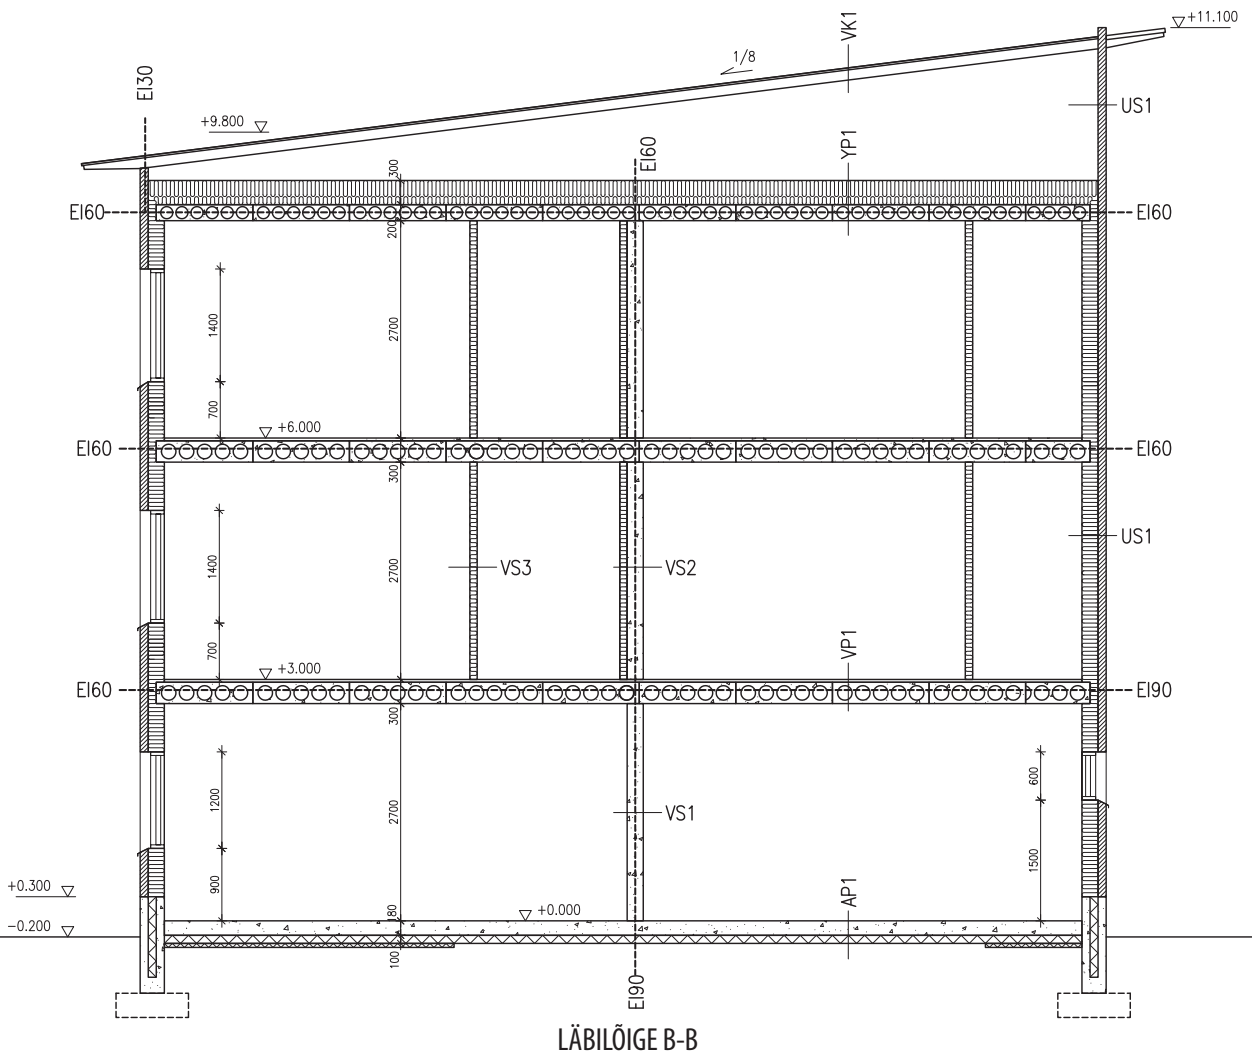 VK1
+11.100
1/8
EI30
US1
+9.800
YP1
EI60
300
EI60
EI60
200
1400
2700
700
+6.000
EI60
EI60
300
US1
1400
2700
VS3
VS2
700
+3.000
VP1
EI60
EI90
300
600
1200
2700
VS1
1500
900
+0.300
AP1
180
+0.000
-0.200
100
EI90
LÄBILÕIGE B-B